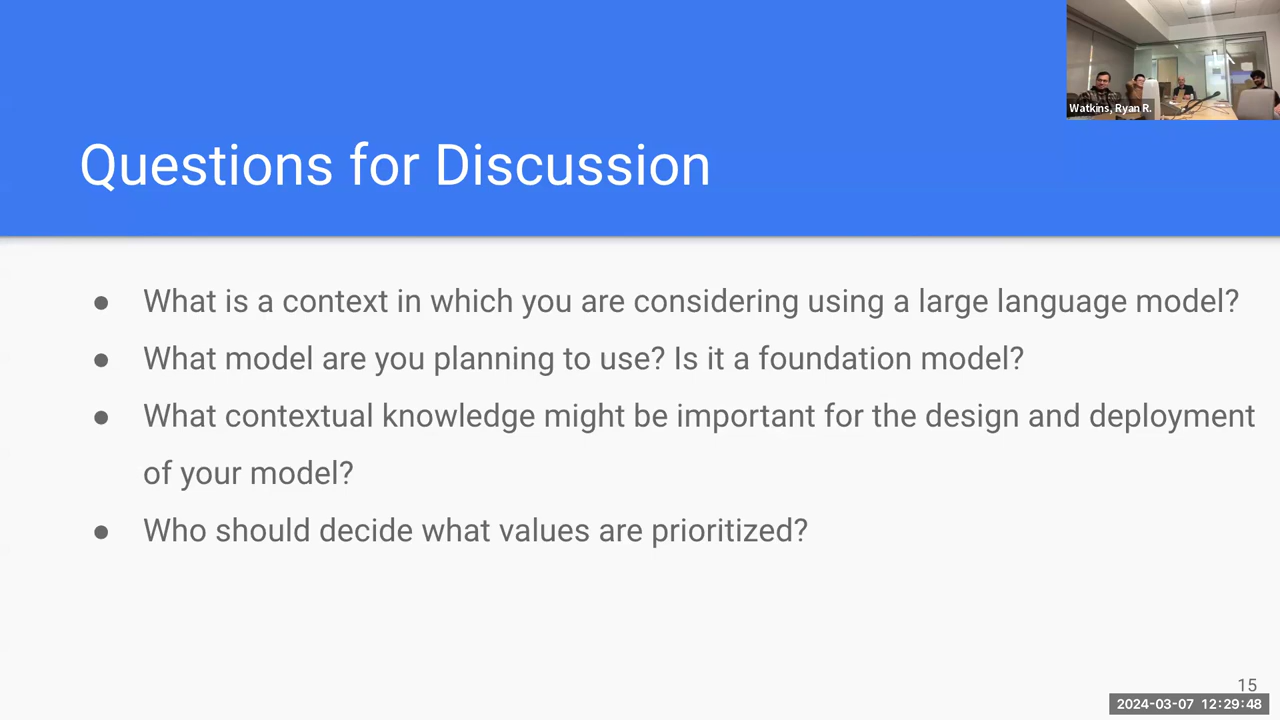 Watkins, Ryan R.
Questions for Discussion
● What is a context in which you are considering using a large language model?
● What model are you planning to use? Is it a foundation model?
● What contextual knowledge might be important for the design and deployment
of your model?
● Who should decide what values are prioritized?
15
2024-03-07 12:29:48